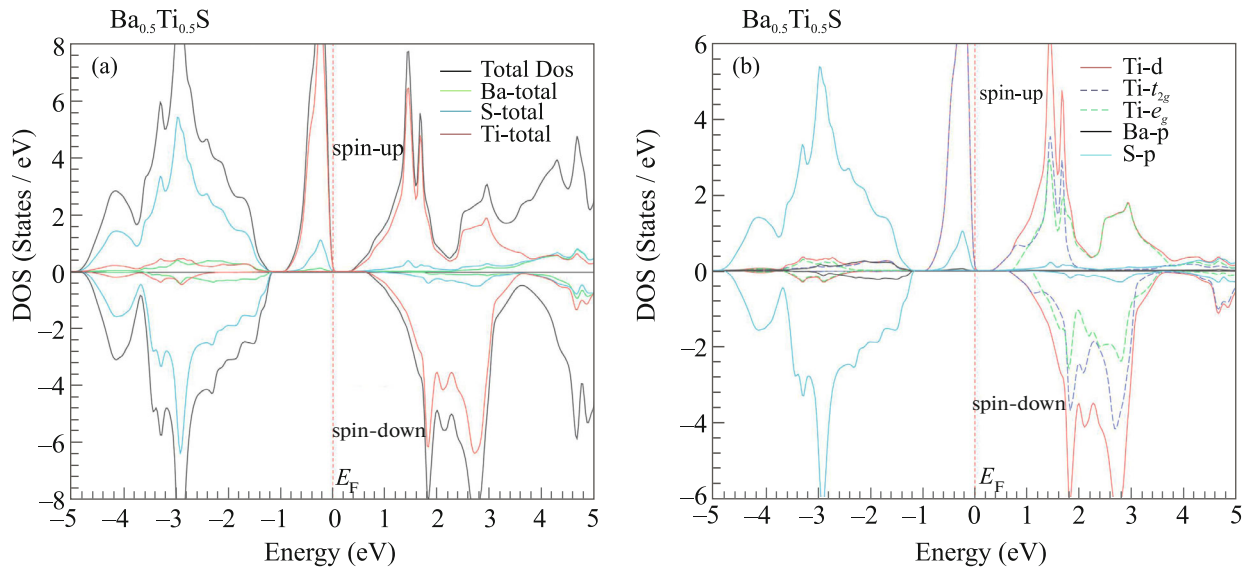 Ba₀.₅Ti₀.₅S
(a)
Total Dos
Ba-total
S-total
Ti-total
spin-up
spin-down
E_F
8
6
4
2
0
–2
–4
–6
–8
DOS (States / eV)
–5 –4 –3 –2 –1 0 1 2 3 4 5
Energy (eV)
Ba₀.₅Ti₀.₅S
(b)
Ti-d
Ti-t₂g
Ti-e_g
Ba-p
S-p
spin-up
spin-down
E_F
6
4
2
0
–2
–4
–6
DOS (States / eV)
–5 –4 –3 –2 –1 0 1 2 3 4 5
Energy (eV)